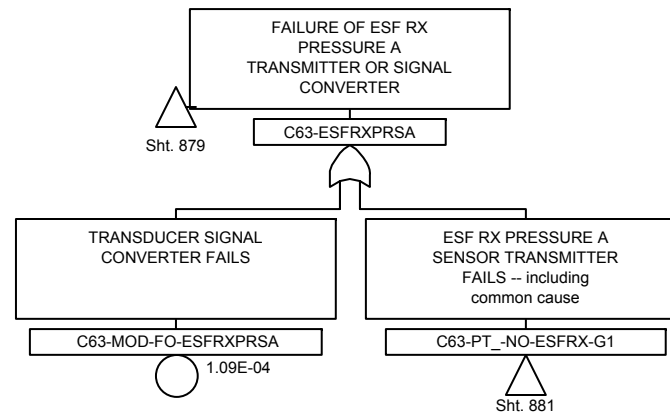 FAILURE OF ESF RX
PRESSURE A
TRANSMITTER OR SIGNAL
CONVERTER
Sht. 879
C63-ESFRXPRSA
TRANSDUCER SIGNAL
CONVERTER FAILS
C63-MOD-FO-ESFRXPRSA
1.09E-04
ESF RX PRESSURE A
SENSOR TRANSMITTER
FAILS -- including
common cause
C63-PT_-NO-ESFRX-G1
Sht. 881